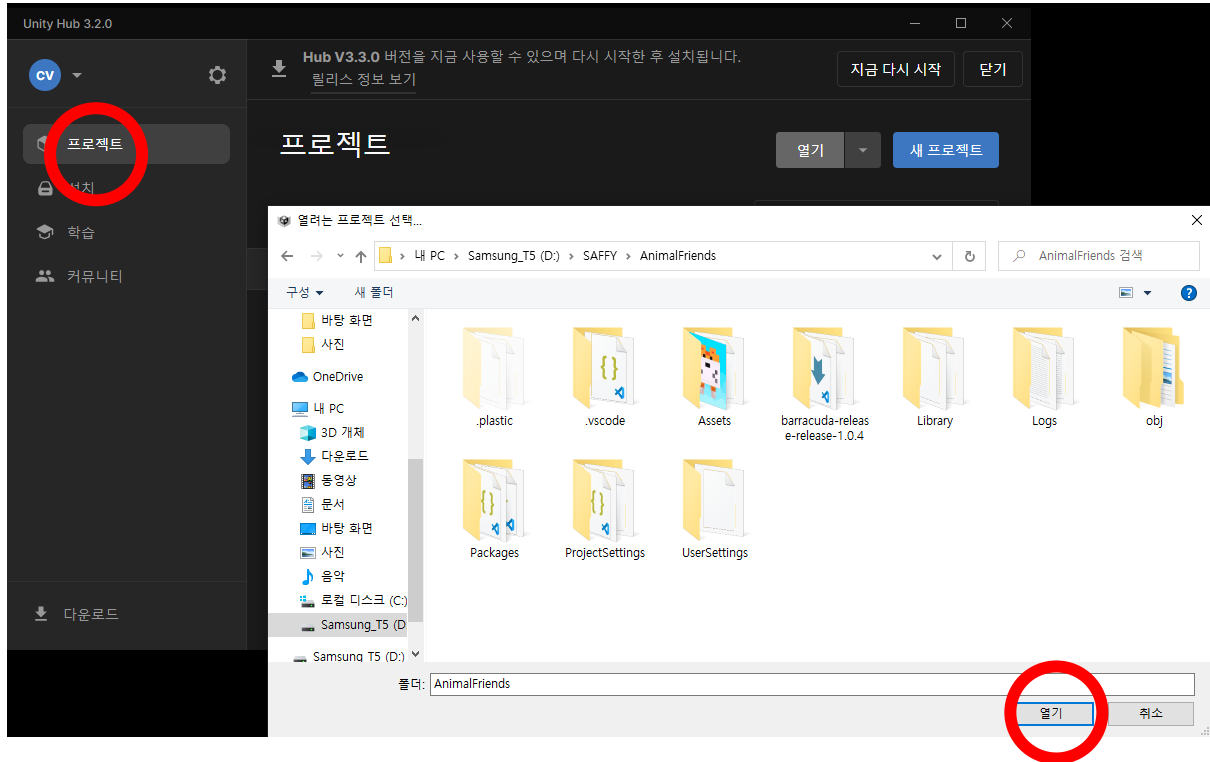 Unity Hub 3.2.0
CV
Hub V3.3.0 버전을 지금 사용할 수 있으며 다시 시작한 후 설치됩니다.
릴리스 정보 보기
지금 다시 시작
닫기
프로젝트
설치
학습
커뮤니티
다운로드
프로젝트
열기
새 프로젝트
열려는 프로젝트 선택...
내 PC > Samsung_T5 (D:) > SAFFY > AnimalFriends
AnimalFriends 검색
구성
새 폴더
바탕 화면
사진
OneDrive
내 PC
3D 개체
다운로드
동영상
문서
바탕 화면
사진
음악
로컬 디스크 (C:)
Samsung_T5 (D
Samsung T5 (D:)
.plastic
.vscode
Assets
barracuda-releas
e-release-1.0.4
Library
Logs
obj
Packages
ProjectSettings
UserSettings
폴더:
AnimalFriends
열기
취소